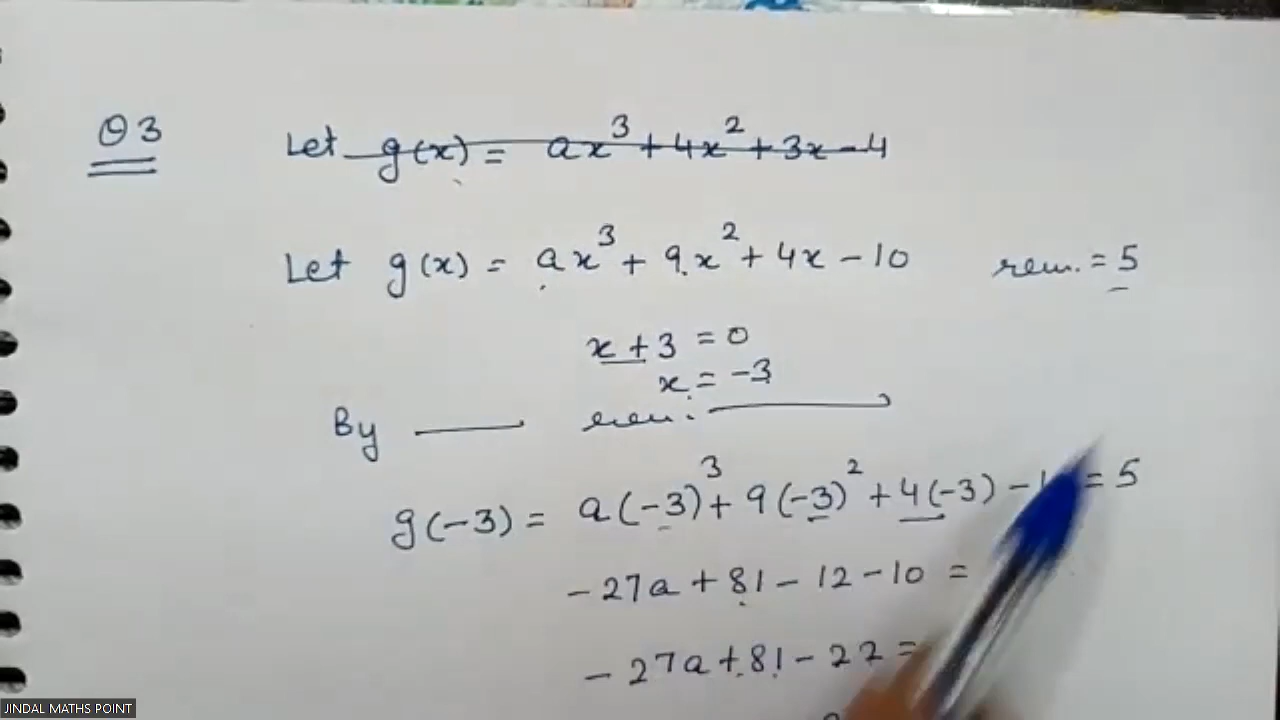 Q3 Let g(x) = ax³ + 4x² + 3x - 4
Let g(x) = ax³ + 9x² + 4x - 10 rem. = 5
x + 3 = 0
x = -3
By rem.
g(-3) = a(-3)³ + 9(-3)² + 4(-3) - 1 = 5
- 27a + 81 - 12 - 10 =
- 27a + 81 - 22 =
JINDAL MATHS POINT